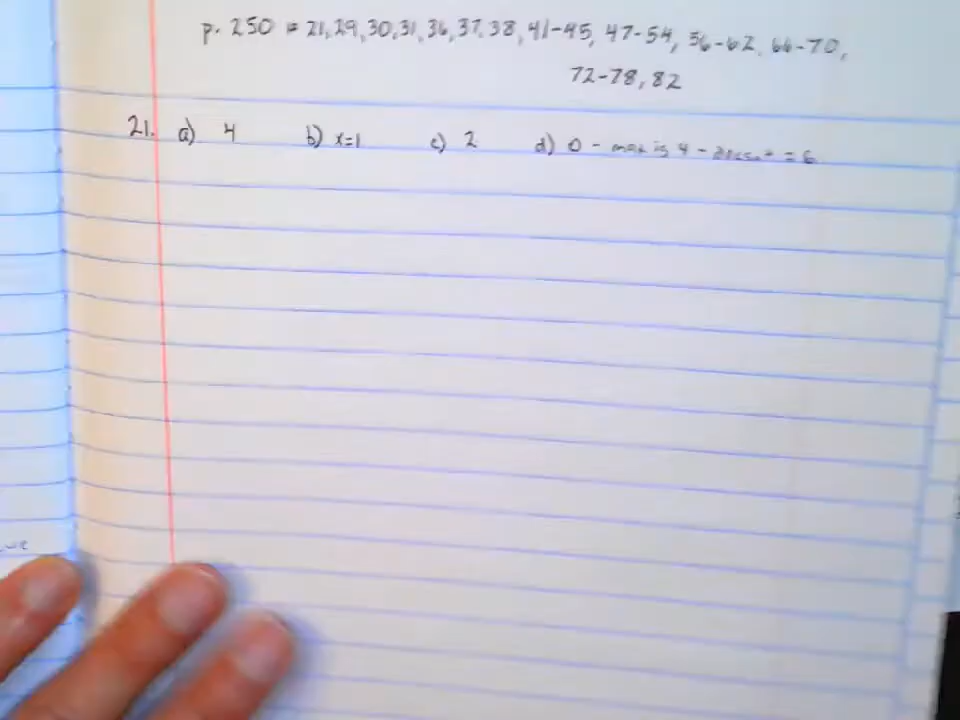 p. 250 # 21, 29, 30, 31, 36, 37, 38, 41-45, 47-54, 56-62, 66-70,
72-78, 82
21. a) 4 b) x=1 c) 2 d) 0 - max is 4 - = 6